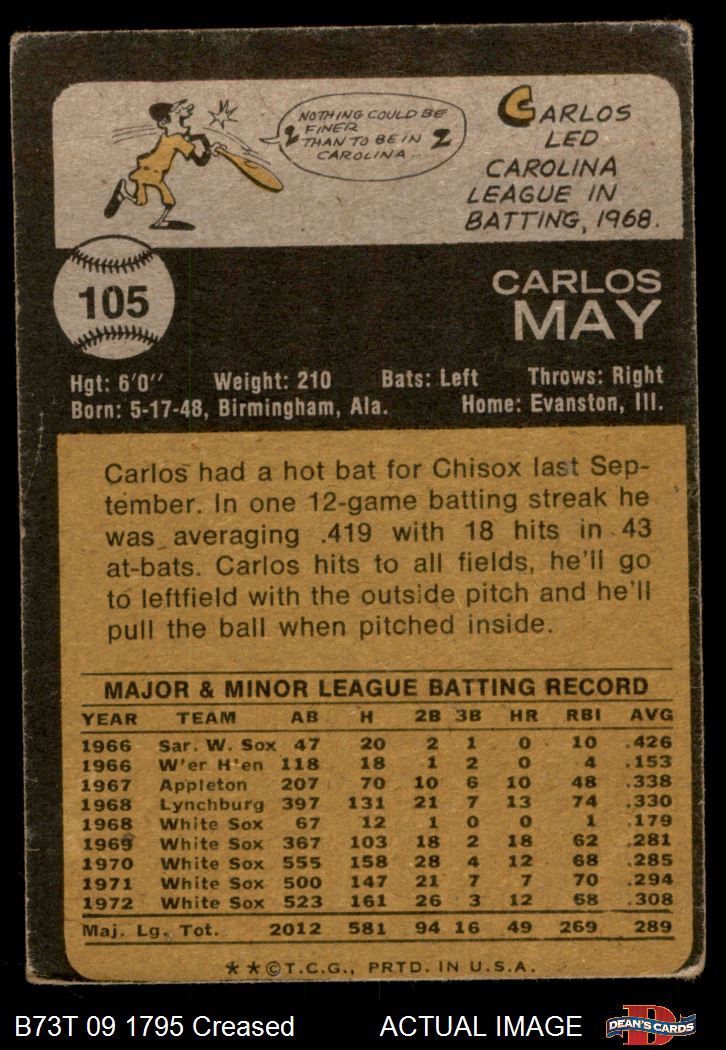 NOTHING COULD BE
FINER
THAN TO BE IN
CAROLINA...
CARLOS
LED
CAROLINA
LEAGUE IN
BATTING, 1968.
105
CARLOS
MAY
Hgt: 6'0" Weight: 210 Bats: Left Throws: Right
Born: 5-17-48, Birmingham, Ala. Home: Evanston, Ill.
Carlos had a hot bat for Chisox last Sep-
tember. In one 12-game batting streak he
was averaging .419 with 18 hits in 43
at-bats. Carlos hits to all fields, he'll go
to leftfield with the outside pitch and he'll
pull the ball when pitched inside.
MAJOR & MINOR LEAGUE BATTING RECORD
YEAR TEAM AB H 2B 3B HR RBI AVG
1966 Sar. W. Sox 47 20 2 1 0 10 .426
1966 W'er H'en 118 18 1 2 0 4 .153
1967 Appleton 207 70 10 6 10 48 .338
1968 Lynchburg 397 131 21 7 13 74 .330
1968 White Sox 67 12 1 0 0 1 .179
1969 White Sox 367 103 18 2 18 62 .281
1970 White Sox 555 158 28 4 12 68 .285
1971 White Sox 500 147 21 7 7 70 .294
1972 White Sox 523 161 26 3 12 68 .308
Maj. Lg. Tot. 2012 581 94 16 49 269 289
**©T.C.G., PRTD. IN U.S.A.
B73T 09 1795 Creased ACTUAL IMAGE
DEAN'S CARDS